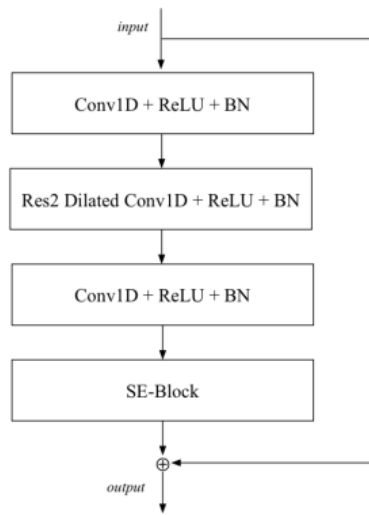 input
Conv1D + ReLU + BN
Res2 Dilated Conv1D + ReLU + BN
Conv1D + ReLU + BN
SE-Block
⊕
output